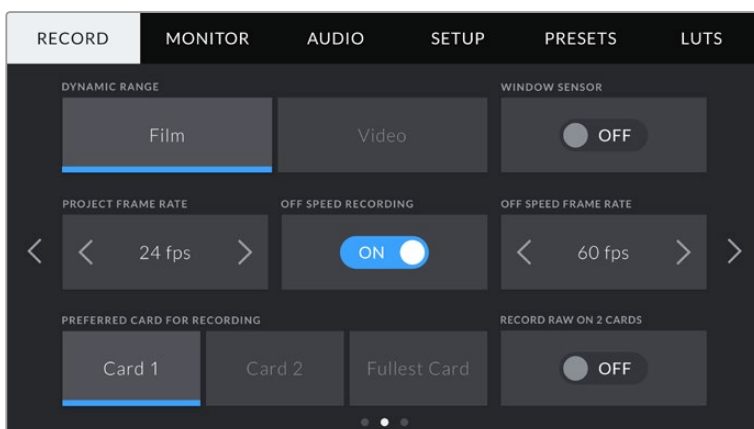 RECORD MONITOR AUDIO SETUP PRESETS LUTS
DYNAMIC RANGE WINDOW SENSOR
Film Video OFF
PROJECT FRAME RATE OFF SPEED RECORDING OFF SPEED FRAME RATE
24 fps ON 60 fps
PREFERRED CARD FOR RECORDING RECORD RAW ON 2 CARDS
Card 1 Card 2 Fullest Card OFF